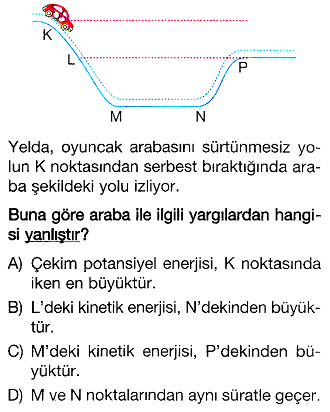 K
L
P
M
N
Yelda, oyuncak arabasını sürtünmesiz yo-
lun K noktasından serbest bıraktığında ara-
ba şekildeki yolu izliyor.
Buna göre araba ile ilgili yargılardan hangi-
si yanlıştır?
A) Çekim potansiyel enerjisi, K noktasında
iken en büyüktür.
B) L'deki kinetik enerjisi, N'dekinden büyük-
tür.
C) M'deki kinetik enerjisi, P'dekinden bü-
yüktür.
D) M ve N noktalarından aynı süratle geçer.